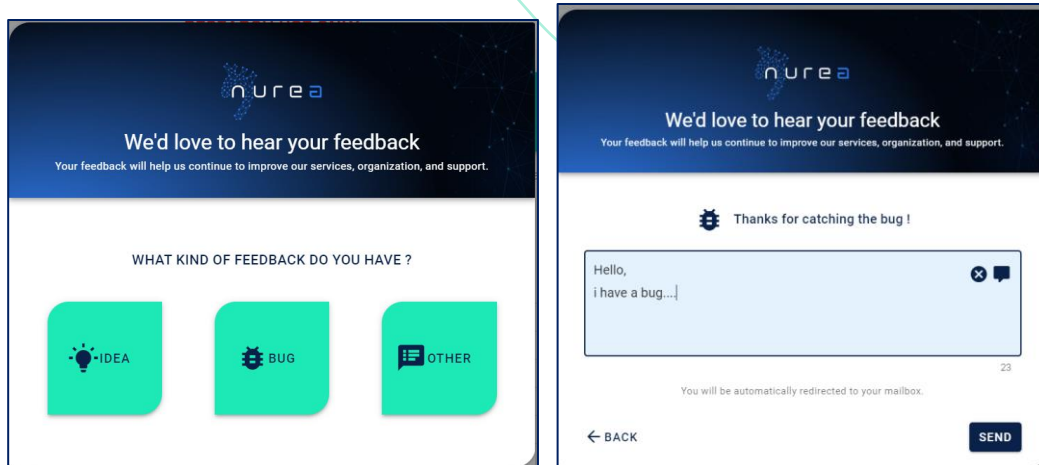 nurea
We'd love to hear your feedback
Your feedback will help us continue to improve our services, organization, and support.
WHAT KIND OF FEEDBACK DO YOU HAVE ?
IDEA
BUG
OTHER
nurea
We'd love to hear your feedback
Your feedback will help us continue to improve our services, organization, and support.
Thanks for catching the bug !
Hello,
i have a bug....
23
You will be automatically redirected to your mailbox.
← BACK
SEND